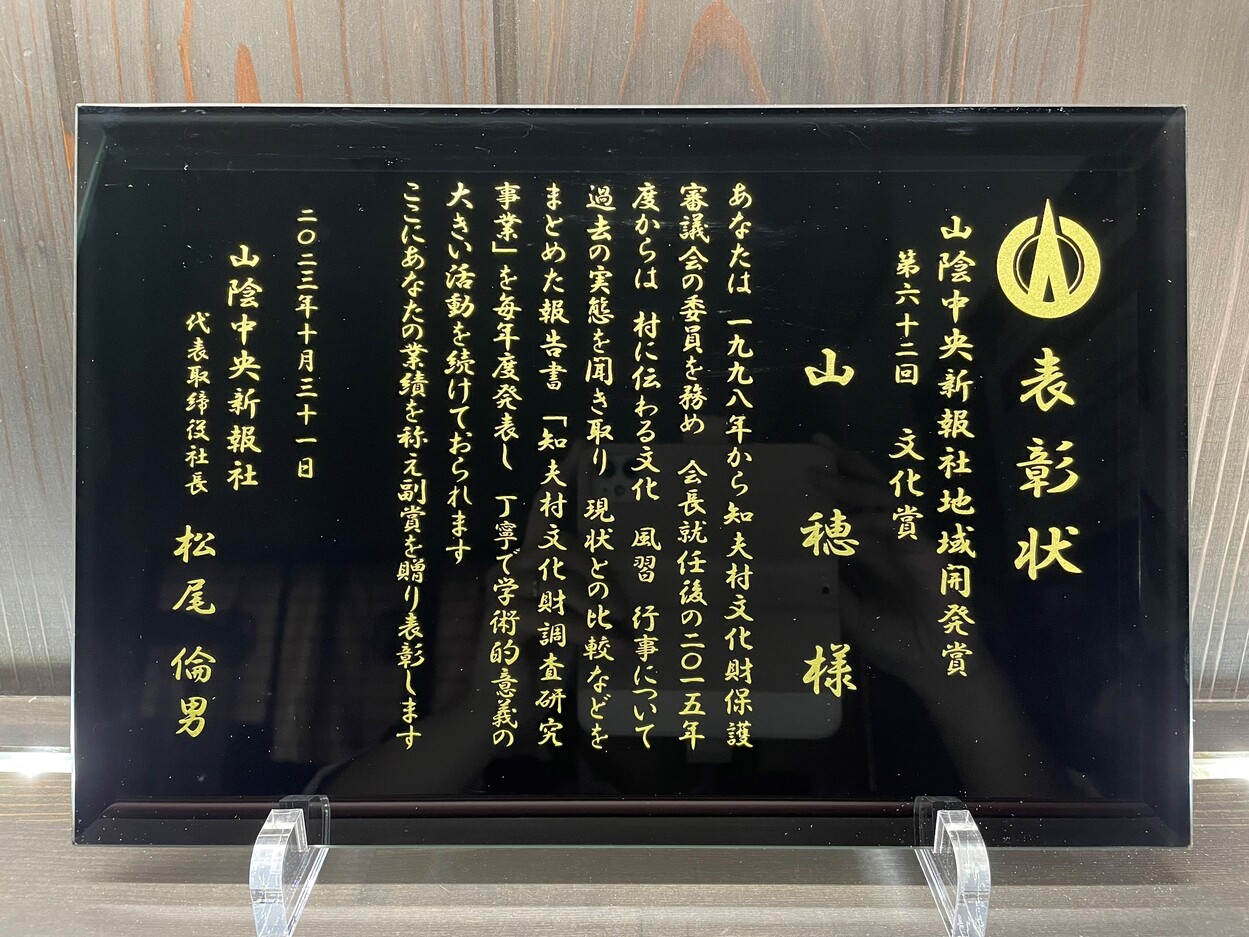 表彰状
山陰中央新報社地域開発賞
第六十二回 文化賞
山 穂 様
あなたは 一九九八年から知夫村文化財保護
審議会の委員を務め 会長就任後の二〇一五年
度からは 村に伝わる文化 風習 行事について
過去の実態を聞き取り 現状との比較などを
まとめた報告書 「知夫村文化財調査研究
事業」を毎年度発表し 丁寧で学術的意義の
大きい活動を続けておられます
ここにあなたの業績を称え副賞を贈り表彰します
二〇二三年十月三十一日
山陰中央新報社
代表取締役社長 松尾倫男